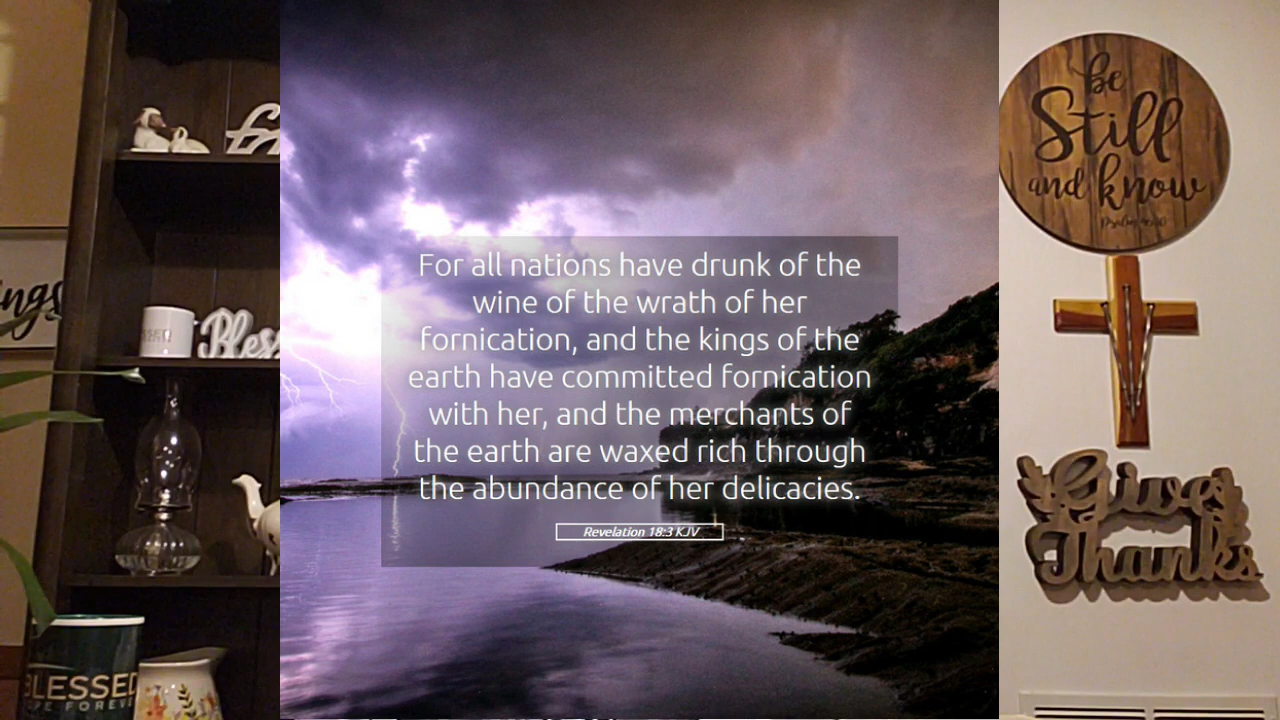 ngs
Bless
BLESSED
For all nations have drunk of the
wine of the wrath of her
fornication, and the kings of the
earth have committed fornication
with her, and the merchants of
the earth are waxed rich through
the abundance of her delicacies.
Revelation 18:3 KJV
be
Still
and know
Give
Thanks